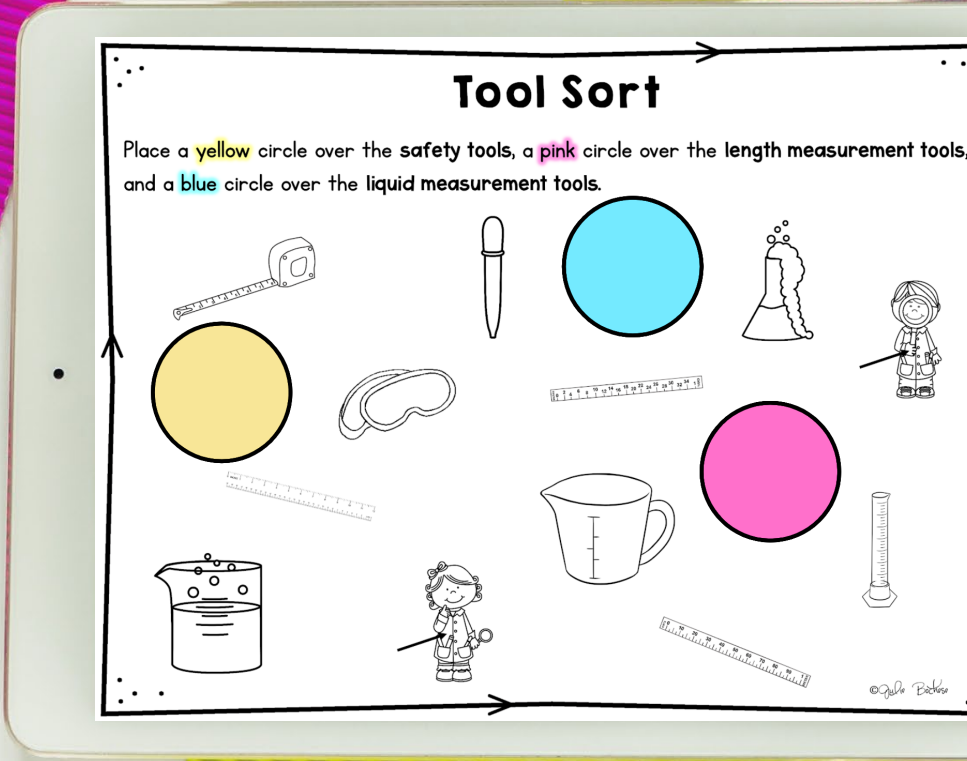 Tool Sort
Place a yellow circle over the safety tools, a pink circle over the length measurement tools,
and a blue circle over the liquid measurement tools.